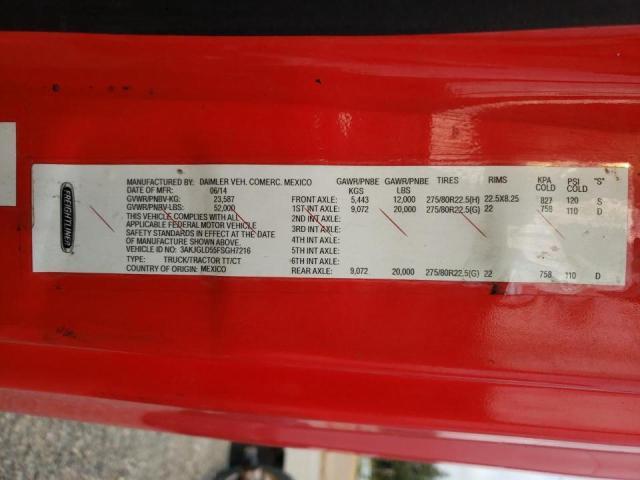 FREIGHTLINER
MANUFACTURED BY: DAIMLER VEH. COMERC. MEXICO
DATE OF MFR: 06/14
GVWR/PNBV-KG: 23,587
GVWR/PNBV-LBS: 52,000
THIS VEHICLE COMPLIES WITH ALL
APPLICABLE FEDERAL MOTOR VEHICLE
SAFETY STANDARDS IN EFFECT AT THE DATE
OF MANUFACTURE SHOWN ABOVE
VEHICLE ID: 3AKJGLD55FSGH7216
TYPE: TRUCK/TRACTOR TT/CT
COUNTRY OF ORIGIN: MEXICO
GAWR/PNBE KGS GAWR/PNBE LBS TIRES RIMS KPA COLD PSI COLD "S"
FRONT AXLE: 5,443 12,000 275/80R22.5(H) 22.5X8.25 827 120 S
1ST INT AXLE: 9,072 20,000 275/80R22.5(G) 22 758 110 D
2ND INT AXLE:
3RD INT AXLE:
4TH INT AXLE:
5TH INT AXLE:
6TH INT AXLE:
REAR AXLE: 9,072 20,000 275/80R22.5(G) 22 758 110 D